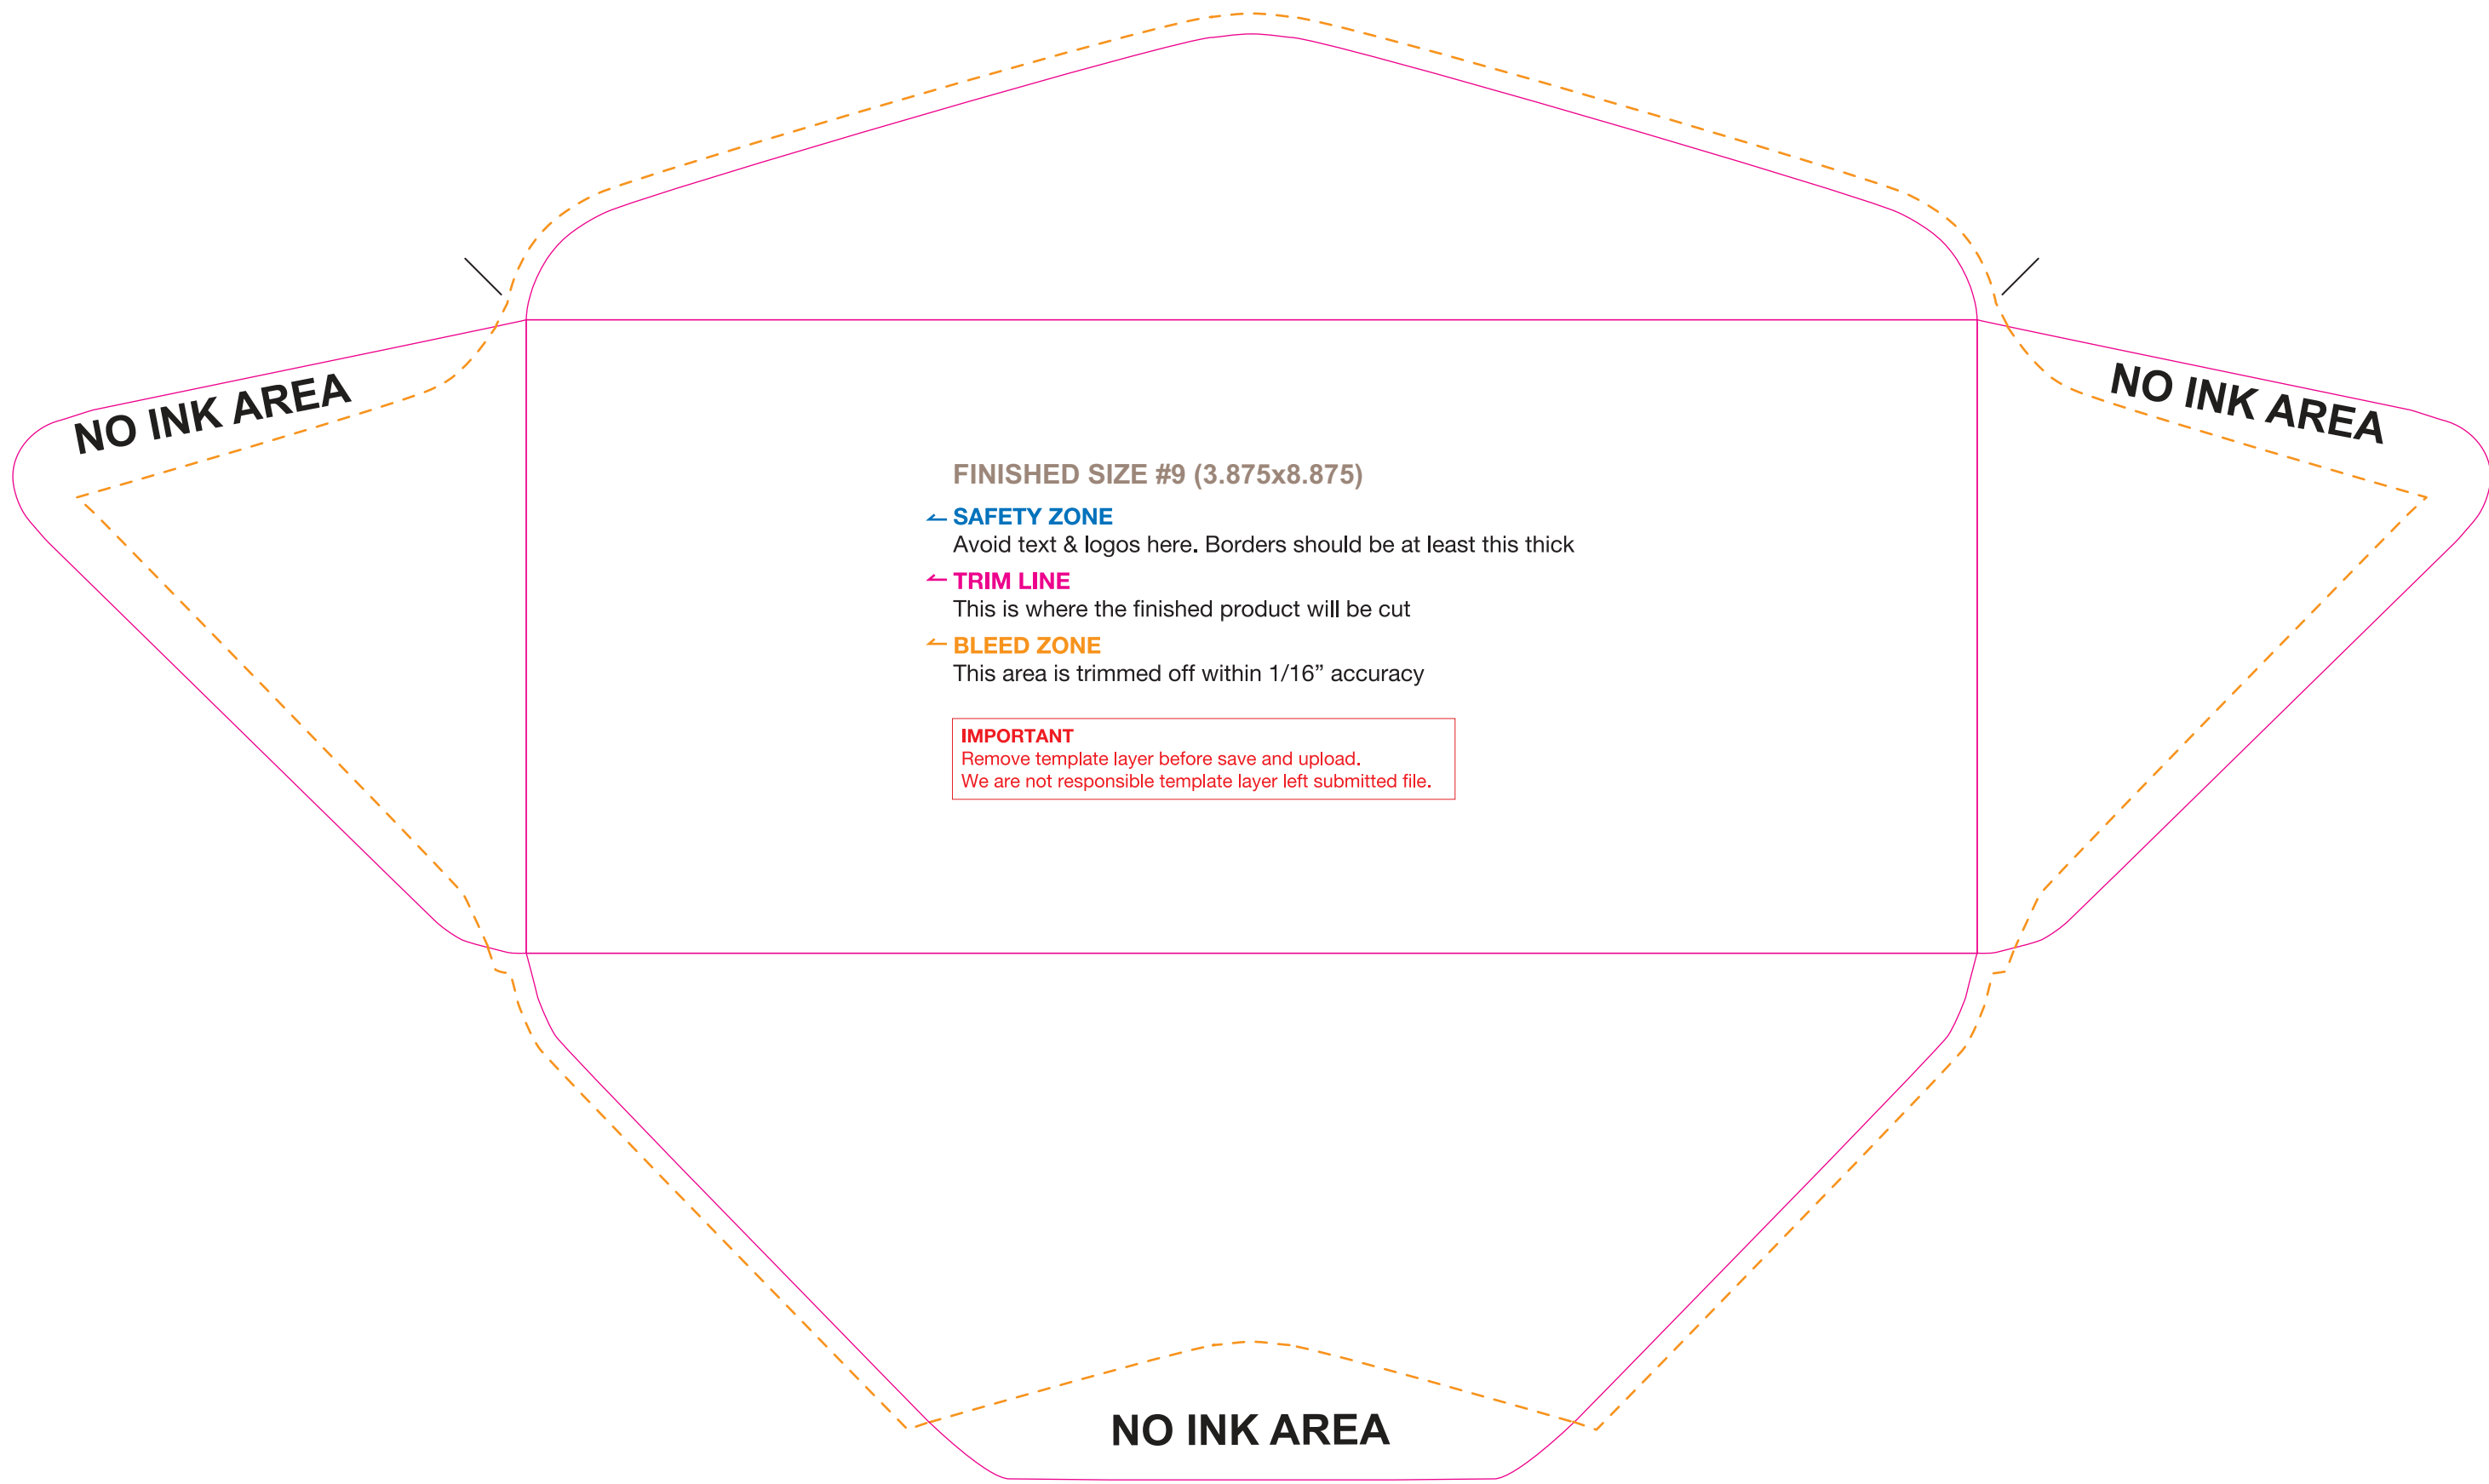 NO INK AREA
NO INK AREA
FINISHED SIZE #9 (3.875x8.875)
SAFETY ZONE
Avoid text & logos here. Borders should be at least this thick
TRIM LINE
This is where the finished product will be cut
BLEED ZONE
This area is trimmed off within 1/16” accuracy
IMPORTANT
Remove template layer before save and upload.
We are not responsible template layer left submitted file.
NO INK AREA